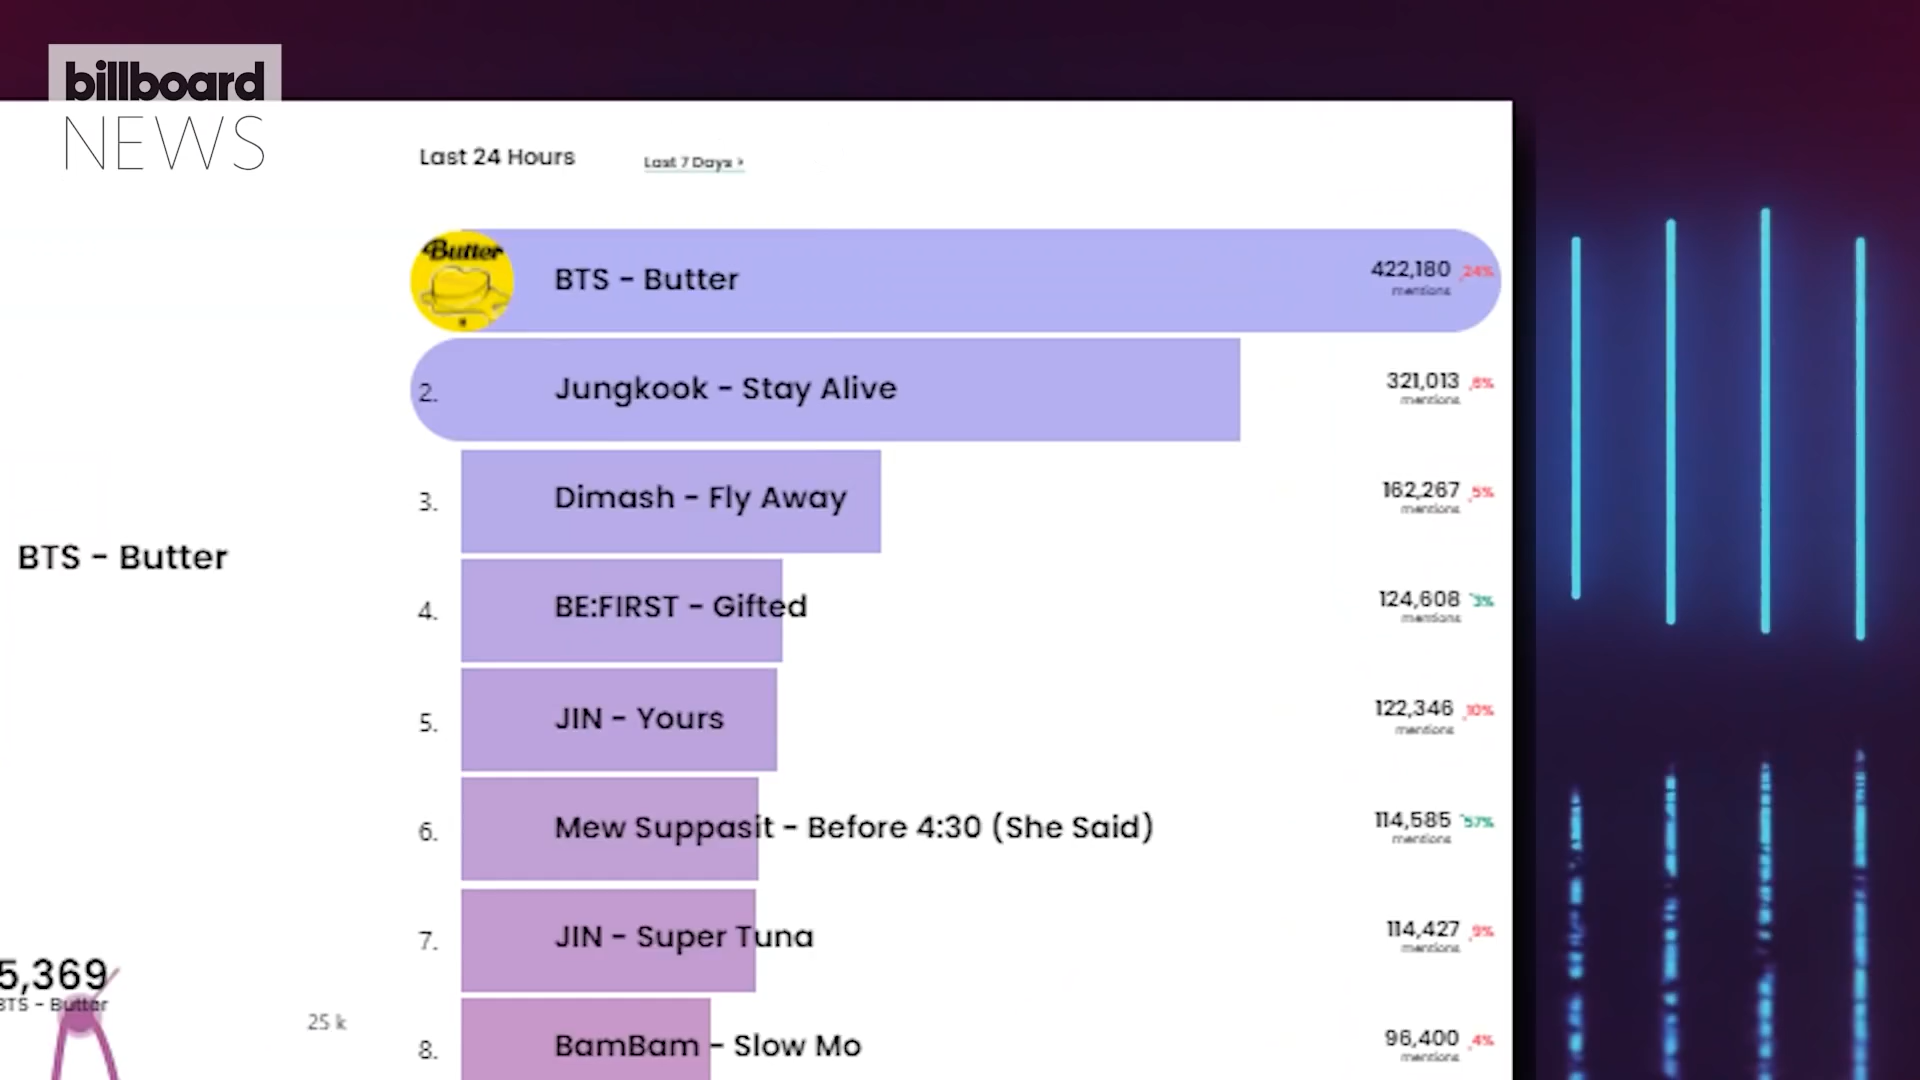 billboard
NEWS
Last 24 Hours
Last 7 Days >
Butter
BTS - Butter
422,180 24%
mentions
2. Jungkook - Stay Alive
321,013 8%
mentions
3. Dimash - Fly Away
162,267 5%
mentions
BTS - Butter
4. BE:FIRST - Gifted
124,608 3%
mentions
5. JIN - Yours
122,346 10%
mentions
6. Mew Suppasit - Before 4:30 (She Said)
114,585 57%
mentions
7. JIN - Super Tuna
114,427 9%
mentions
5,369
BTS - Butter
25 k
8. BamBam - Slow Mo
96,400 4%
mentions